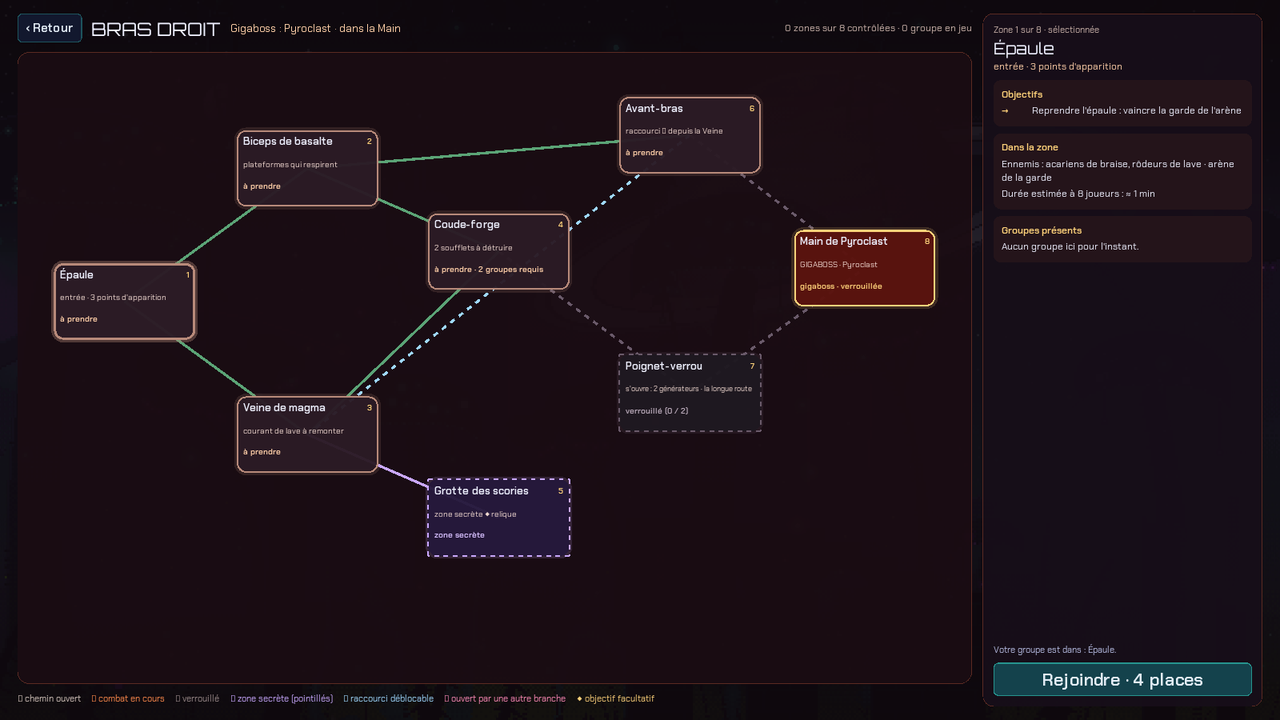 ‹ Retour
BRAS DROIT
Gigaboss : Pyroclast · dans la Main
0 zones sur 8 contrôlées · 0 groupe en jeu
Avant-bras 6
raccourci ▯ depuis la Veine
à prendre
Biceps de basalte 2
plateformes qui respirent
à prendre
Coude-forge 4
2 soufflets à détruire
à prendre · 2 groupes requis
Main de Pyroclast 8
GIGABOSS · Pyroclast
gigaboss · verrouillée
Épaule 1
entrée · 3 points d'apparition
à prendre
Poignet-verrou 7
s'ouvre : 2 générateurs · la longue route
verrouillé (0 / 2)
Veine de magma 3
courant de lave à remonter
à prendre
Grotte des scories 5
zone secrète ◆ relique
zone secrète
▯ chemin ouvert ▯ combat en cours ▯ verrouillé ▯ zone secrète (pointillés) ▯ raccourci déblocable ▯ ouvert par une autre branche ◆ objectif facultatif
Zone 1 sur 8 · sélectionnée
Épaule
entrée · 3 points d'apparition
Objectifs
→ Reprendre l'épaule : vaincre la garde de l'arène
Dans la zone
Ennemis : acariens de braise, rôdeurs de lave · arène
de la garde
Durée estimée à 8 joueurs : ≈ 1 min
Groupes présents
Aucun groupe ici pour l'instant.
Votre groupe est dans : Épaule.
Rejoindre · 4 places